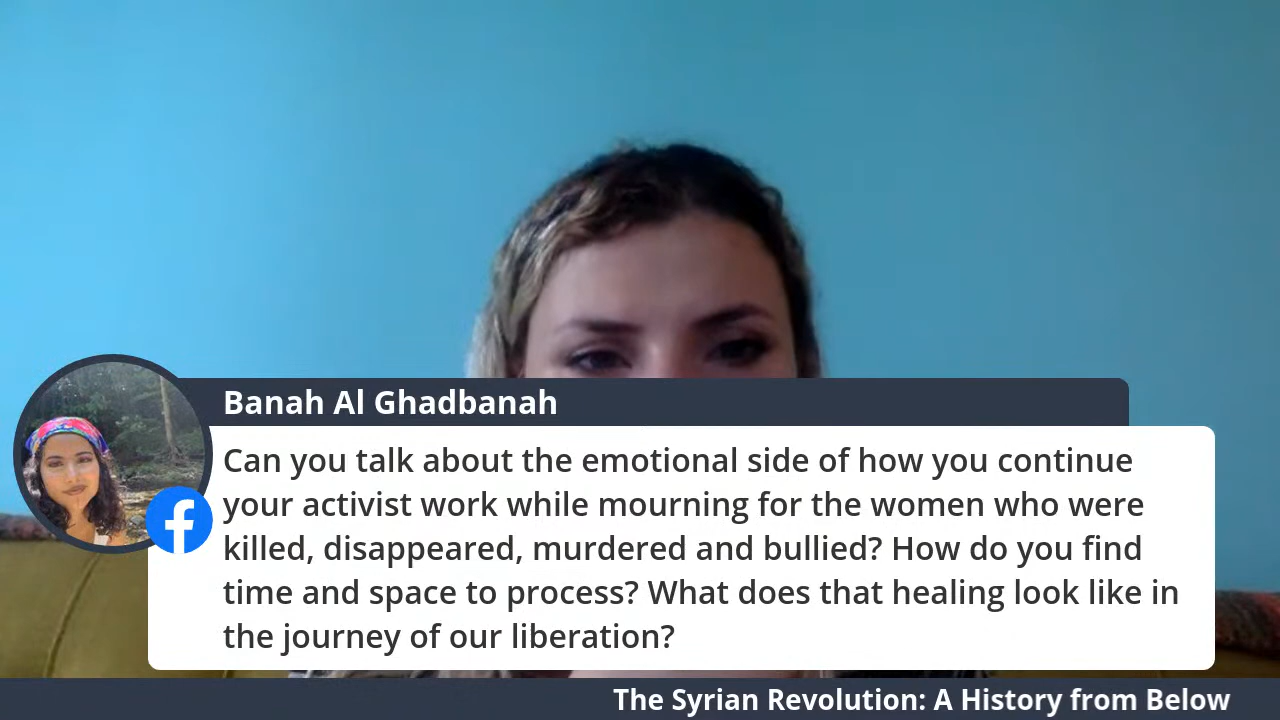 Banah Al Ghadbanah
Can you talk about the emotional side of how you continue
your activist work while mourning for the women who were
killed, disappeared, murdered and bullied? How do you find
time and space to process? What does that healing look like in
the journey of our liberation?
The Syrian Revolution: A History from Below